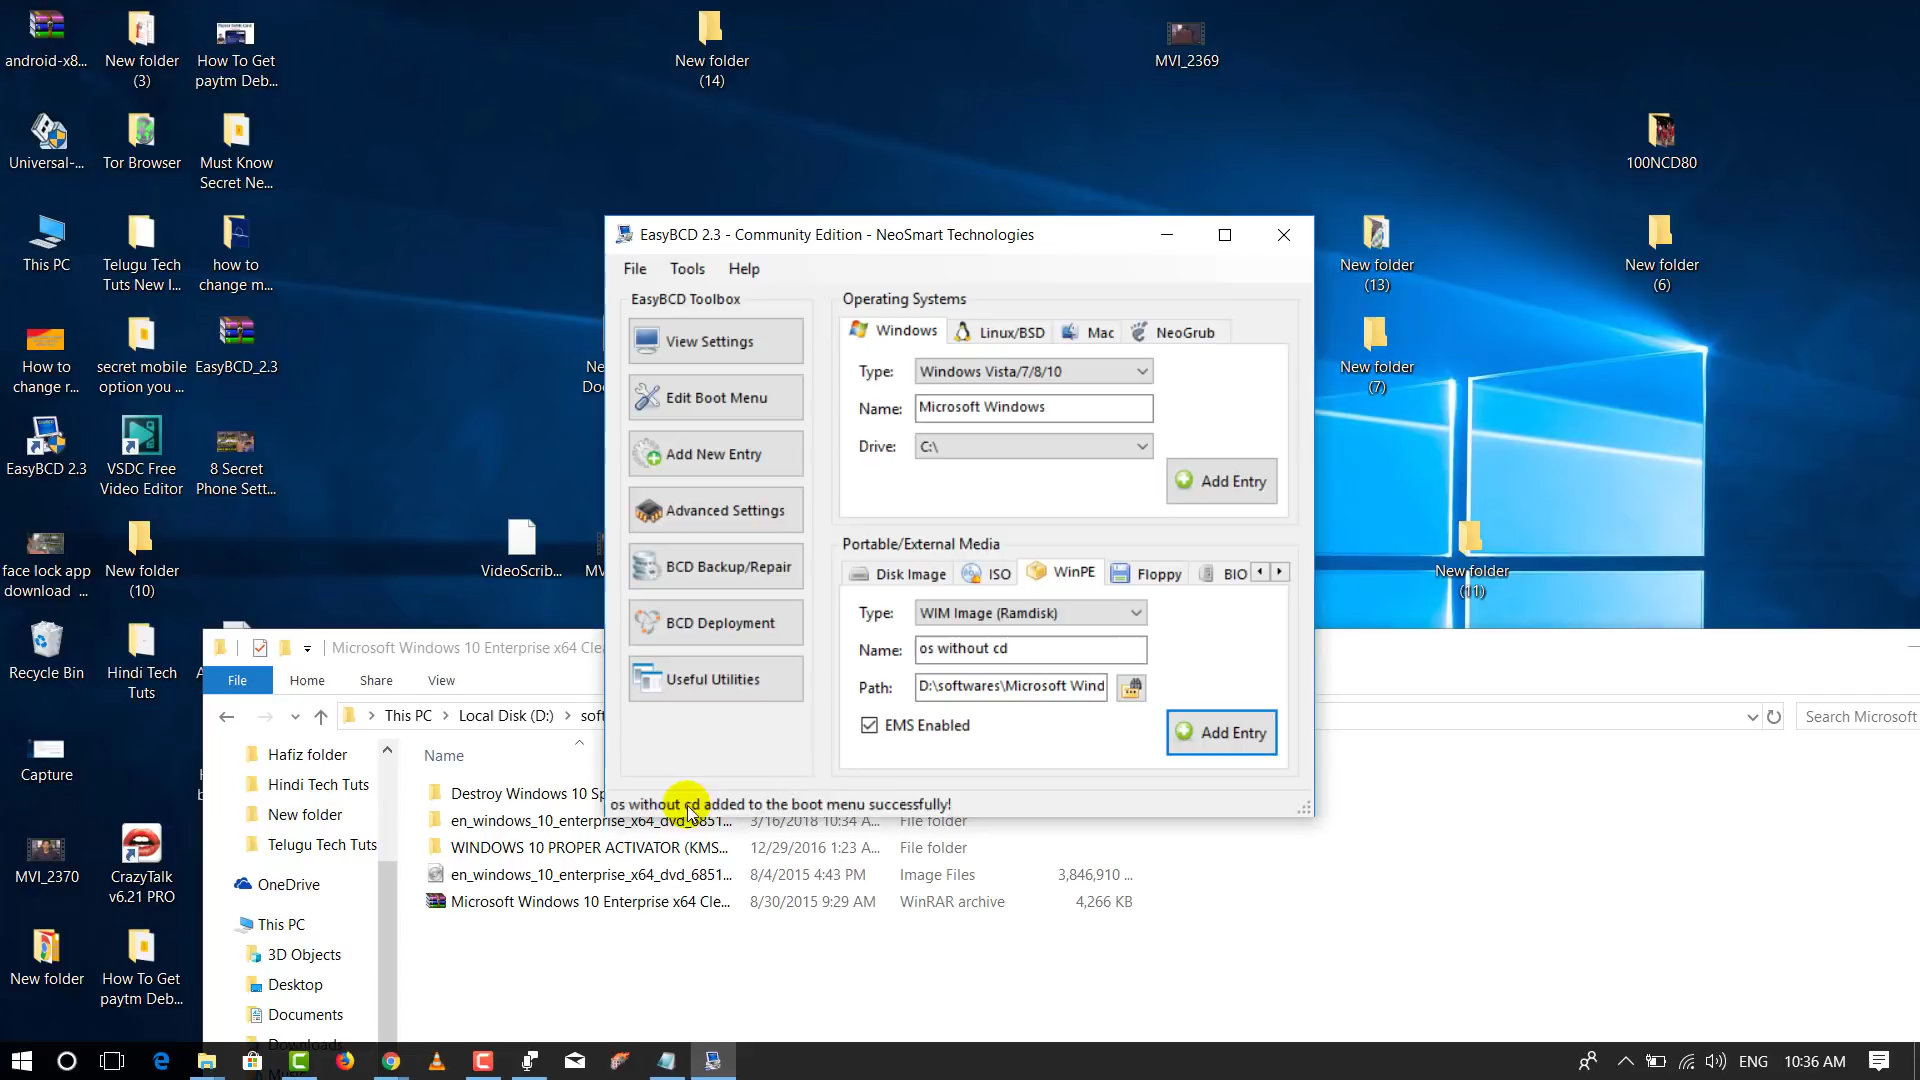 android-x8...
New folder
(3)
How To Get
paytm Deb...
New folder
(14)
MVI_2369
Universal-...
Tor Browser
Must Know
Secret Ne...
100NCD80
This PC
Telugu Tech
Tuts New I...
how to
change m...
New folder
(13)
New folder
(6)
How to
change r...
secret mobile
option you ...
EasyBCD_2.3
New folder
(7)
EasyBCD 2.3
VSDC Free
Video Editor
8 Secret
Phone Sett...
face lock app
download ...
New folder
(10)
VideoScrib...
New folder
(11)
Recycle Bin
Hindi Tech
Tuts
Capture
MVI_2370
CrazyTalk
v6.21 PRO
New folder
How To Get
paytm Deb...
EasyBCD 2.3 - Community Edition - NeoSmart Technologies
File Tools Help
EasyBCD Toolbox
View Settings
Edit Boot Menu
Add New Entry
Advanced Settings
BCD Backup/Repair
BCD Deployment
Useful Utilities
Operating Systems
Windows Linux/BSD Mac NeoGrub
Type: Windows Vista/7/8/10
Name: Microsoft Windows
Drive: C:\
Add Entry
Portable/External Media
Disk Image ISO WinPE Floppy BIO
Type: WIM Image (Ramdisk)
Name: os without cd
Path: D:\softwares\Microsoft Wind
EMS Enabled
Add Entry
os without cd added to the boot menu successfully!
Microsoft Windows 10 Enterprise x64 Cle
File Home Share View
This PC > Local Disk (D:) > soft
Search Microsoft
Hafiz folder
Hindi Tech Tuts
New folder
Telugu Tech Tuts
OneDrive
This PC
3D Objects
Desktop
Documents
Downloads
Music
Name
Destroy Windows 10 Sp
en_windows_10_enterprise_x64_dvd_6851... 3/16/2018 10:34 A... File folder
WINDOWS 10 PROPER ACTIVATOR (KMS... 12/29/2016 1:23 A... File folder
en_windows_10_enterprise_x64_dvd_6851... 8/4/2015 4:43 PM Image Files 3,846,910 ...
Microsoft Windows 10 Enterprise x64 Cle... 8/30/2015 9:29 AM WinRAR archive 4,266 KB
ENG 10:36 AM